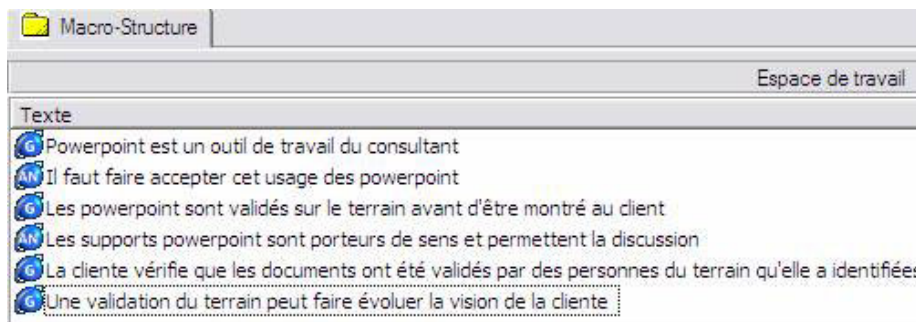 Macro-Structure
Espace de travail
Texte
G Powerpoint est un outil de travail du consultant
AN Il faut faire accepter cet usage des powerpoint
G Les powerpoint sont validés sur le terrain avant d'être montré au client
AN Les supports powerpoint sont porteurs de sens et permettent la discussion
G La cliente vérifie que les documents ont été validés par des personnes du terrain qu'elle a identifiées
G Une validation du terrain peut faire évoluer la vision de la cliente